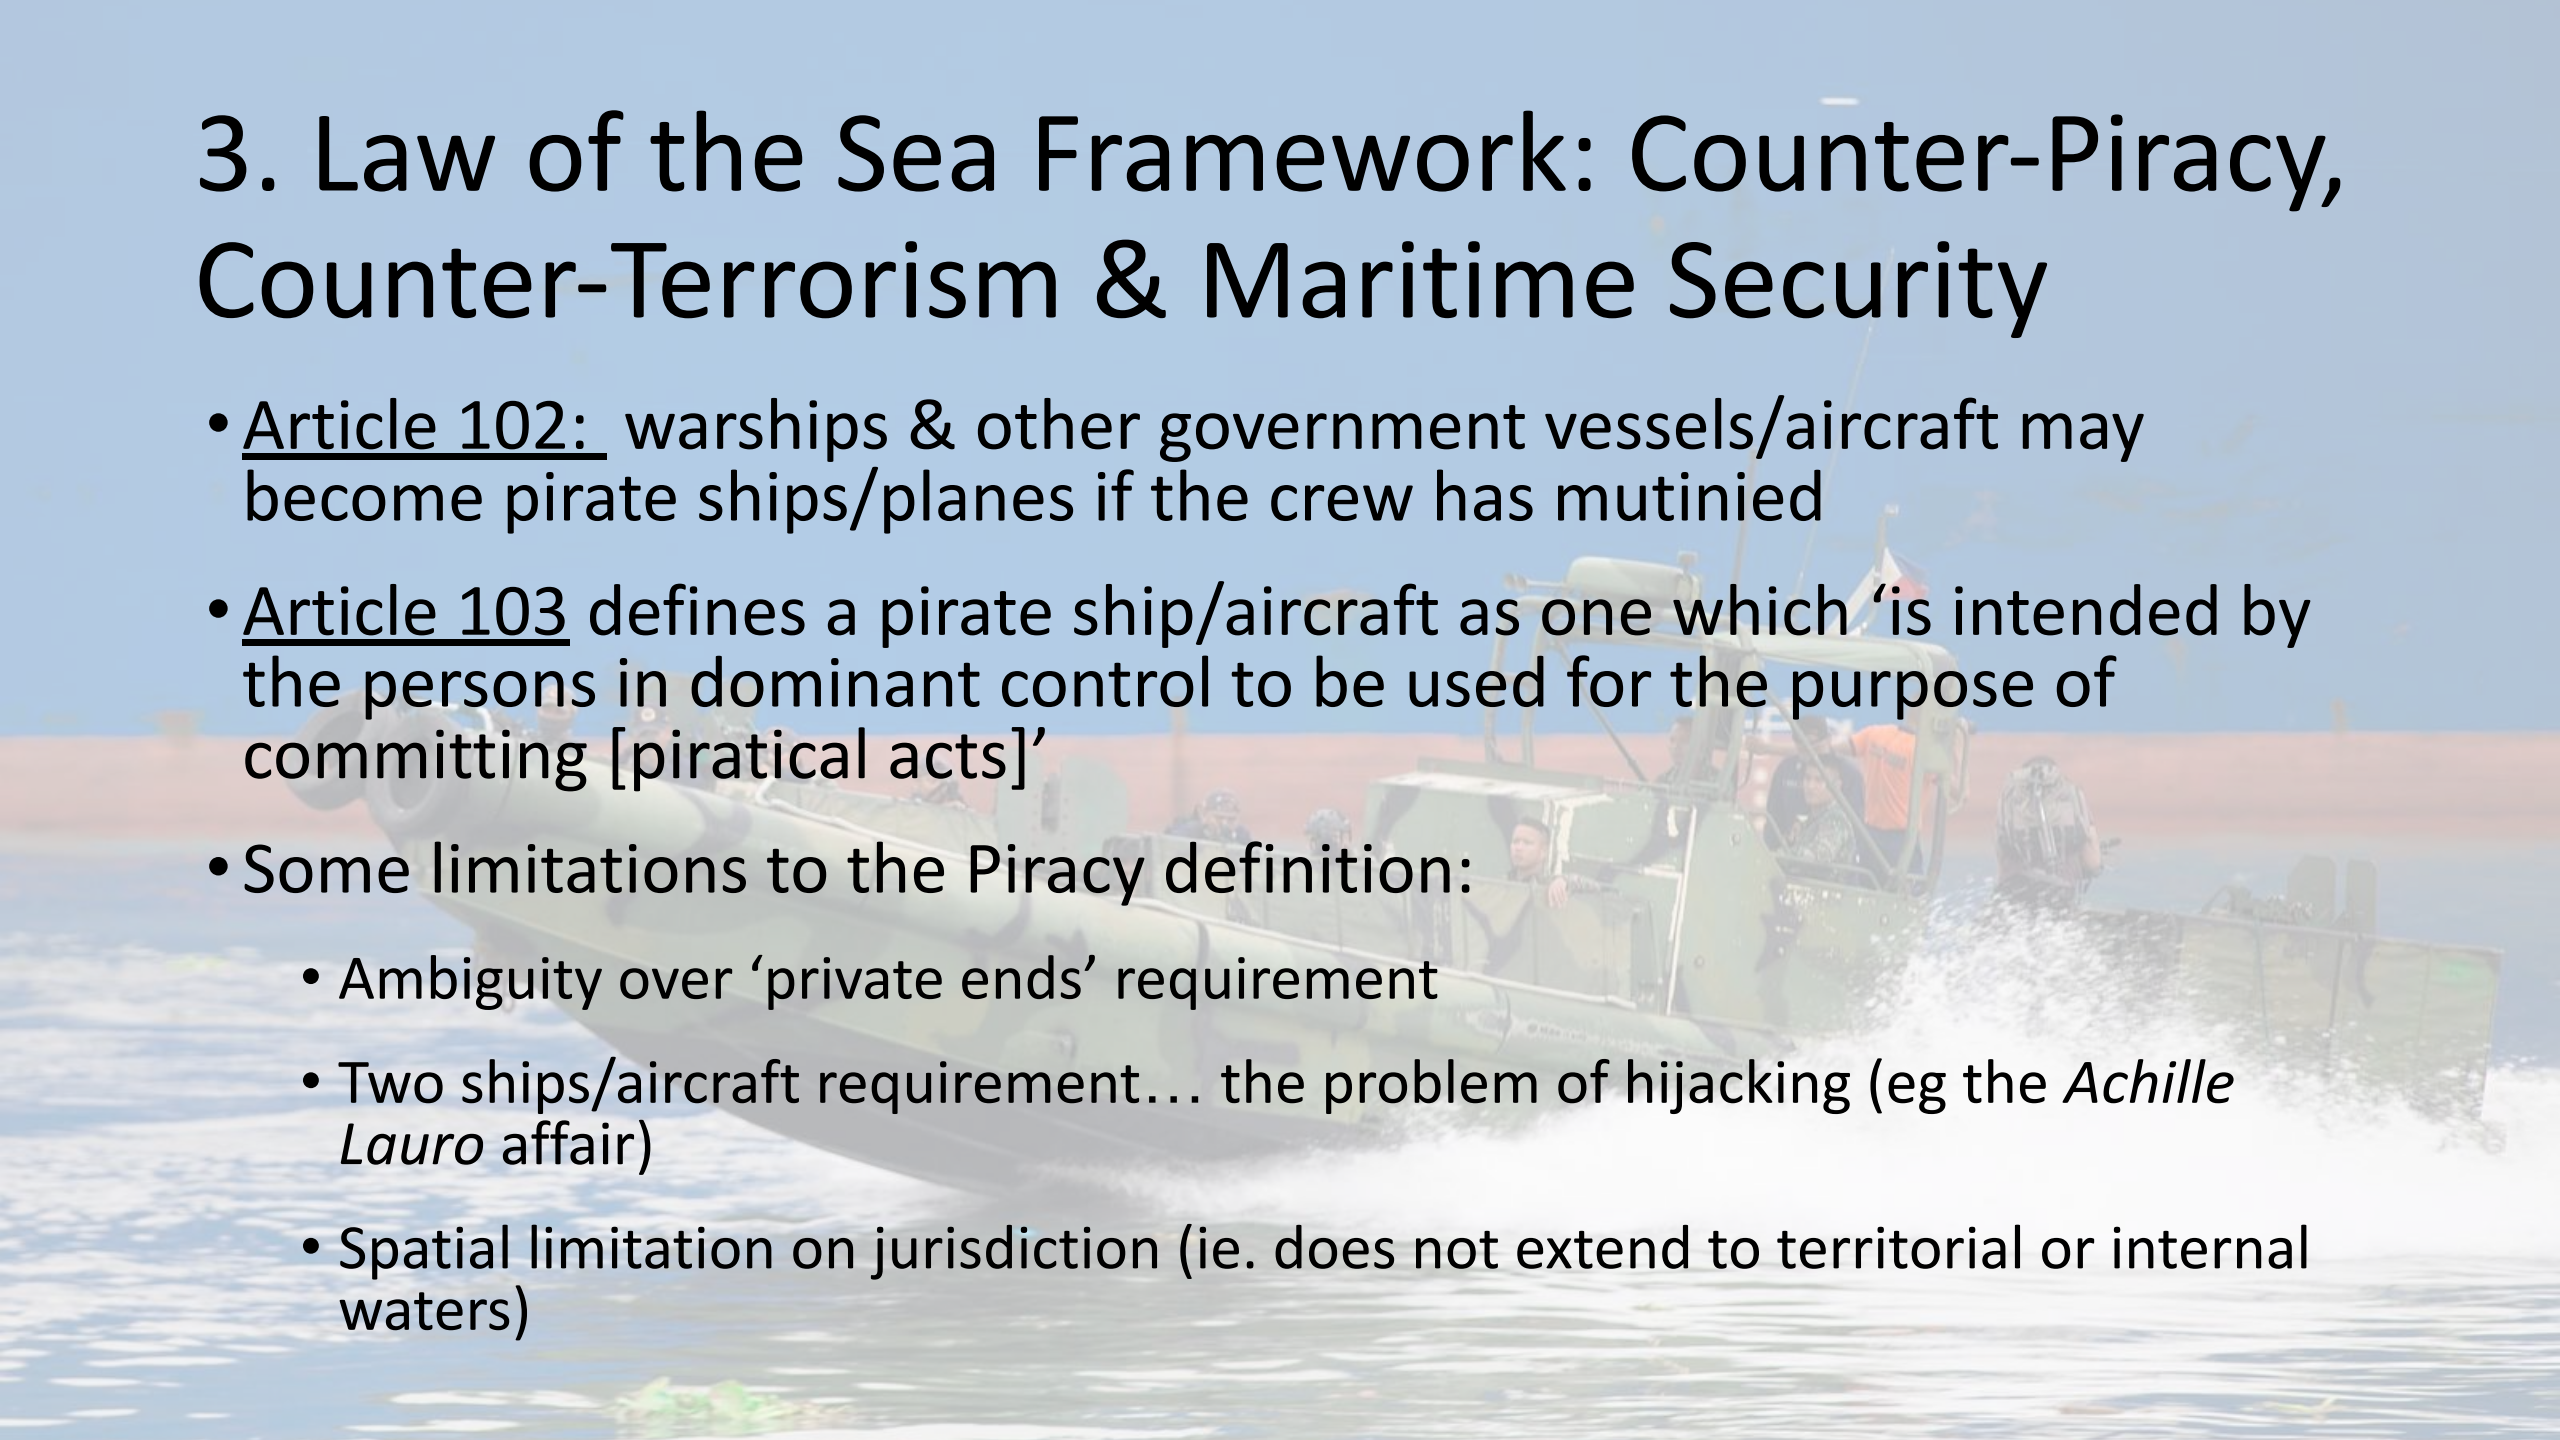 3. Law of the Sea Framework: Counter-Piracy,
Counter-Terrorism & Maritime Security
• Article 102:  warships & other government vessels/aircraft may
become pirate ships/planes if the crew has mutinied
• Article 103 defines a pirate ship/aircraft as one which ‘is intended by
the persons in dominant control to be used for the purpose of
committing [piratical acts]’
• Some limitations to the Piracy definition:
• Ambiguity over ‘private ends’ requirement
• Two ships/aircraft requirement… the problem of hijacking (eg the Achille
Lauro affair)
• Spatial limitation on jurisdiction (ie. does not extend to territorial or internal
waters)